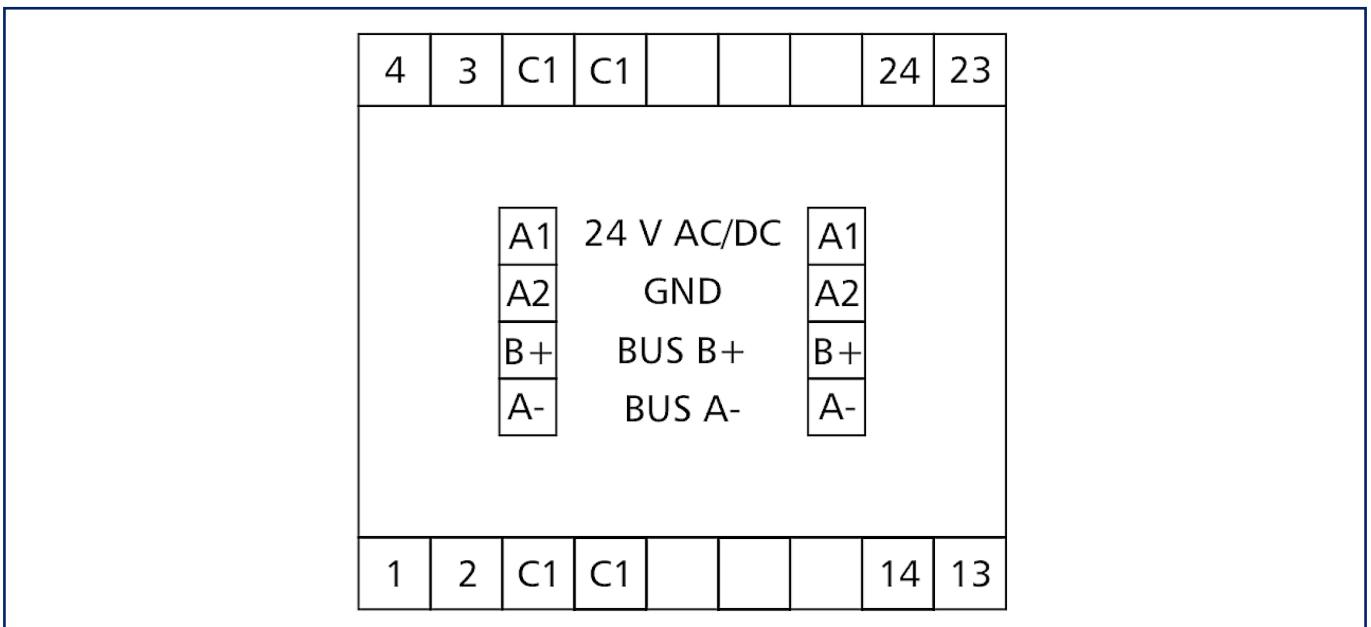 4 3 C1 C1 24 23
A1 24 V AC/DC A1
A2 GND A2
B+ BUS B+ B+
A- BUS A- A-
1 2 C1 C1 14 13